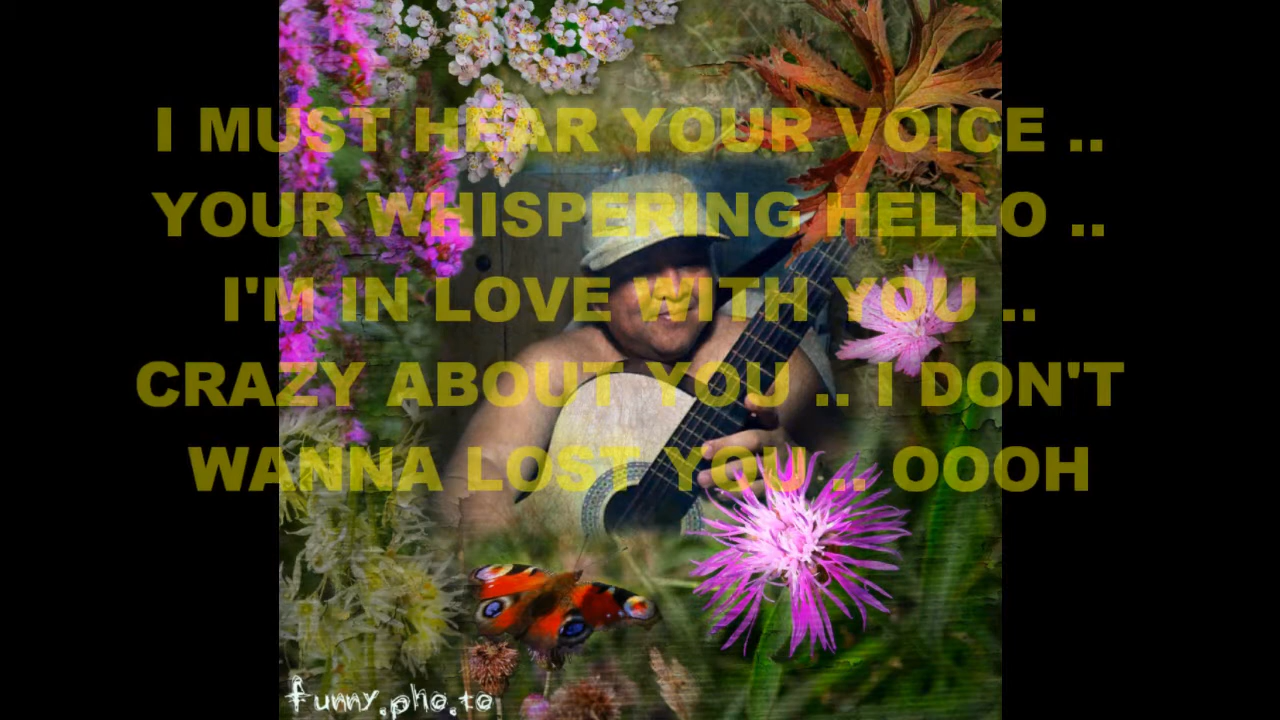 I MUST HEAR YOUR VOICE ..
YOUR WHISPERING HELLO ..
I'M IN LOVE WITH YOU ..
CRAZY ABOUT YOU .. I DON'T
WANNA LOST YOU .. OOOH
funny.pho.to